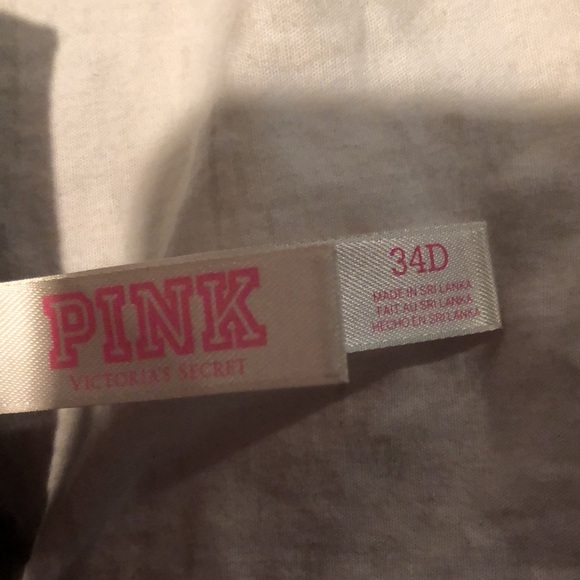 PINK
VICTORIA'S SECRET
34D
MADE IN SRI LANKA
FAIT AU SRI LANKA
HECHO EN SRI LANKA